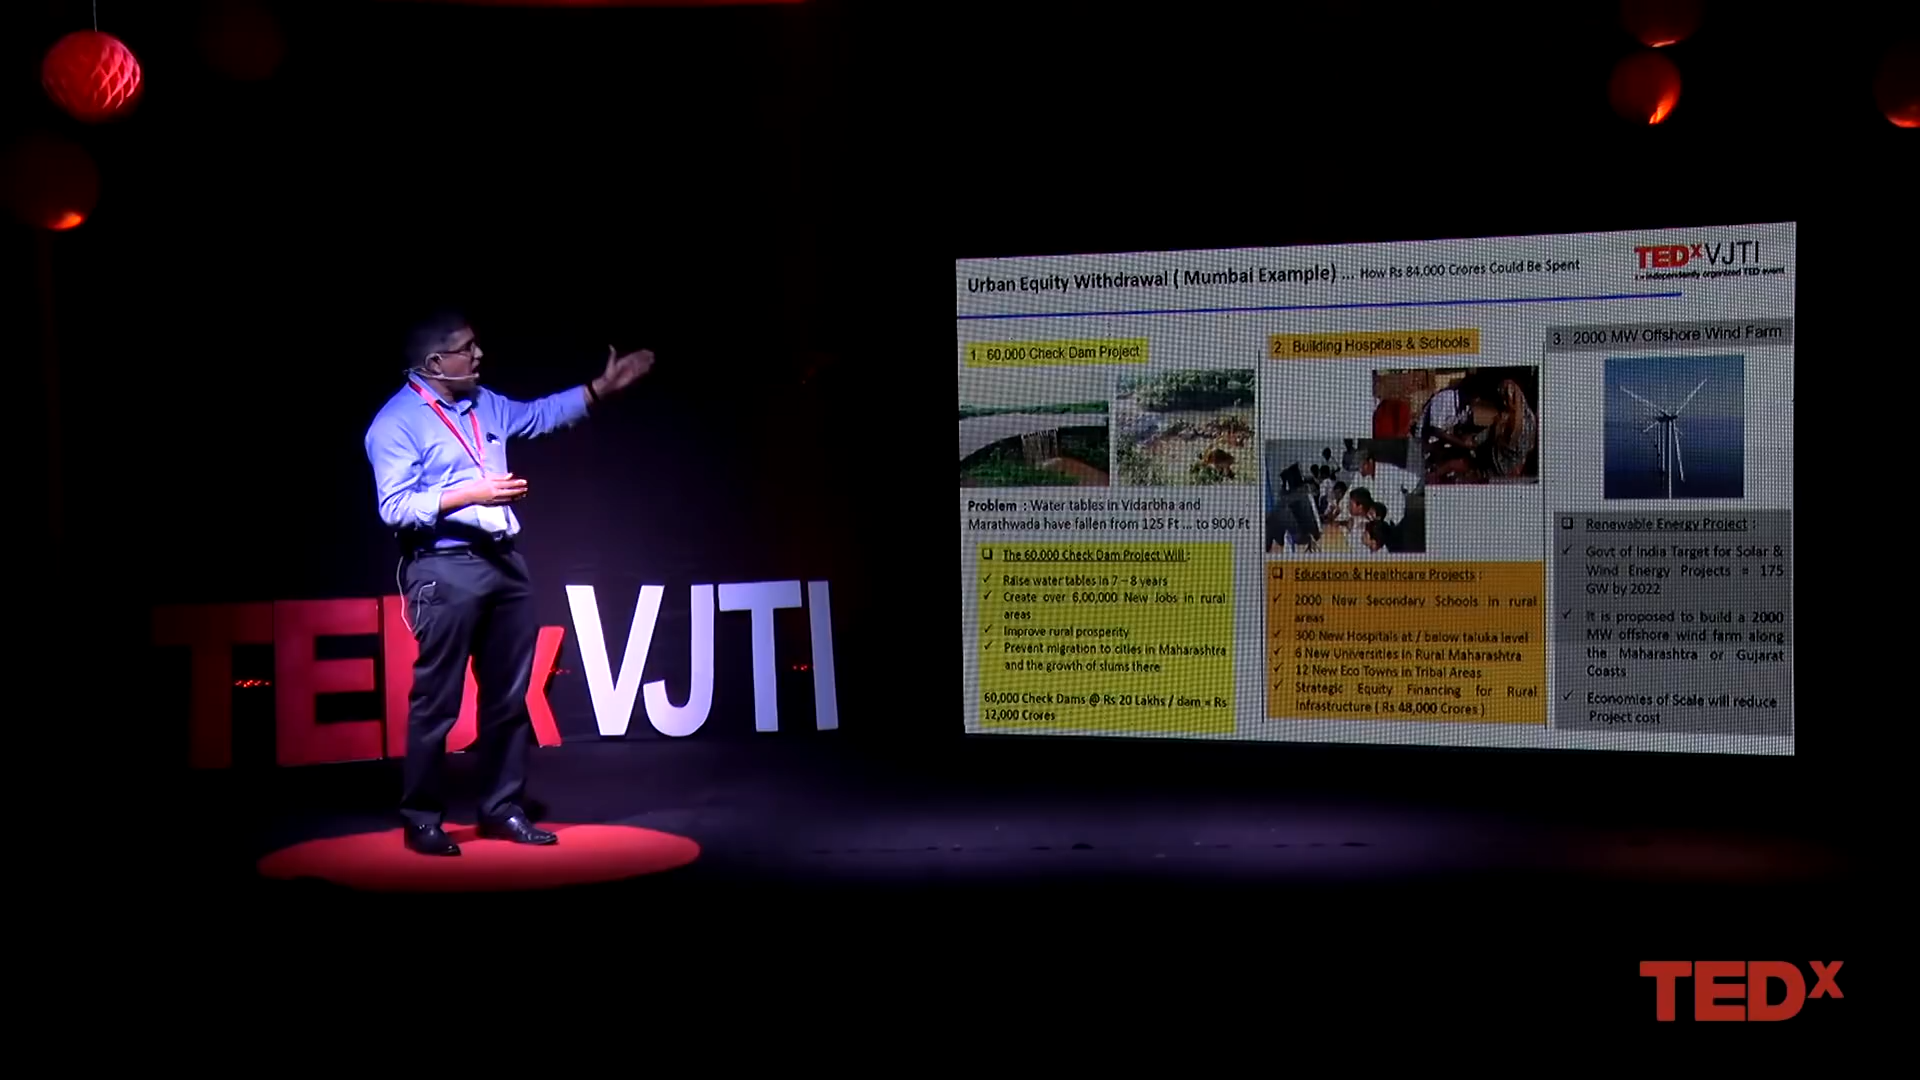 Urban Equity Withdrawal ( Mumbai Example) ... How Rs 84,000 Crores Could Be Spent
TEDxVJTI
x = independently organized TED event
1. 60,000 Check Dam Project
Problem : Water tables in Vidarbha and
Marathwada have fallen from 125 Ft ... to 900 Ft
The 60,000 Check Dam Project Will :
Raise water tables in 7 – 8 years
Create over 6,00,000 New Jobs in rural
areas
Improve rural prosperity
Prevent migration to cities in Maharashtra
and the growth of slums there
60,000 Check Dams @ Rs 20 Lakhs / dam = Rs
12,000 Crores
2. Building Hospitals & Schools
Education & Healthcare Projects :
2000 New Secondary Schools in rural
areas
300 New Hospitals at / below taluka level
6 New Universities in Rural Maharashtra
12 New Eco Towns in Tribal Areas
Strategic Equity Financing for Rural
Infrastructure ( Rs 48,000 Crores )
3. 2000 MW Offshore Wind Farm
Renewable Energy Project :
Govt of India Target for Solar &
Wind Energy Projects = 175
GW by 2022
It is proposed to build a 2000
MW offshore wind farm along
the Maharashtra or Gujarat
Coasts
Economies of Scale will reduce
Project cost
TEDxVJTI
TEDx